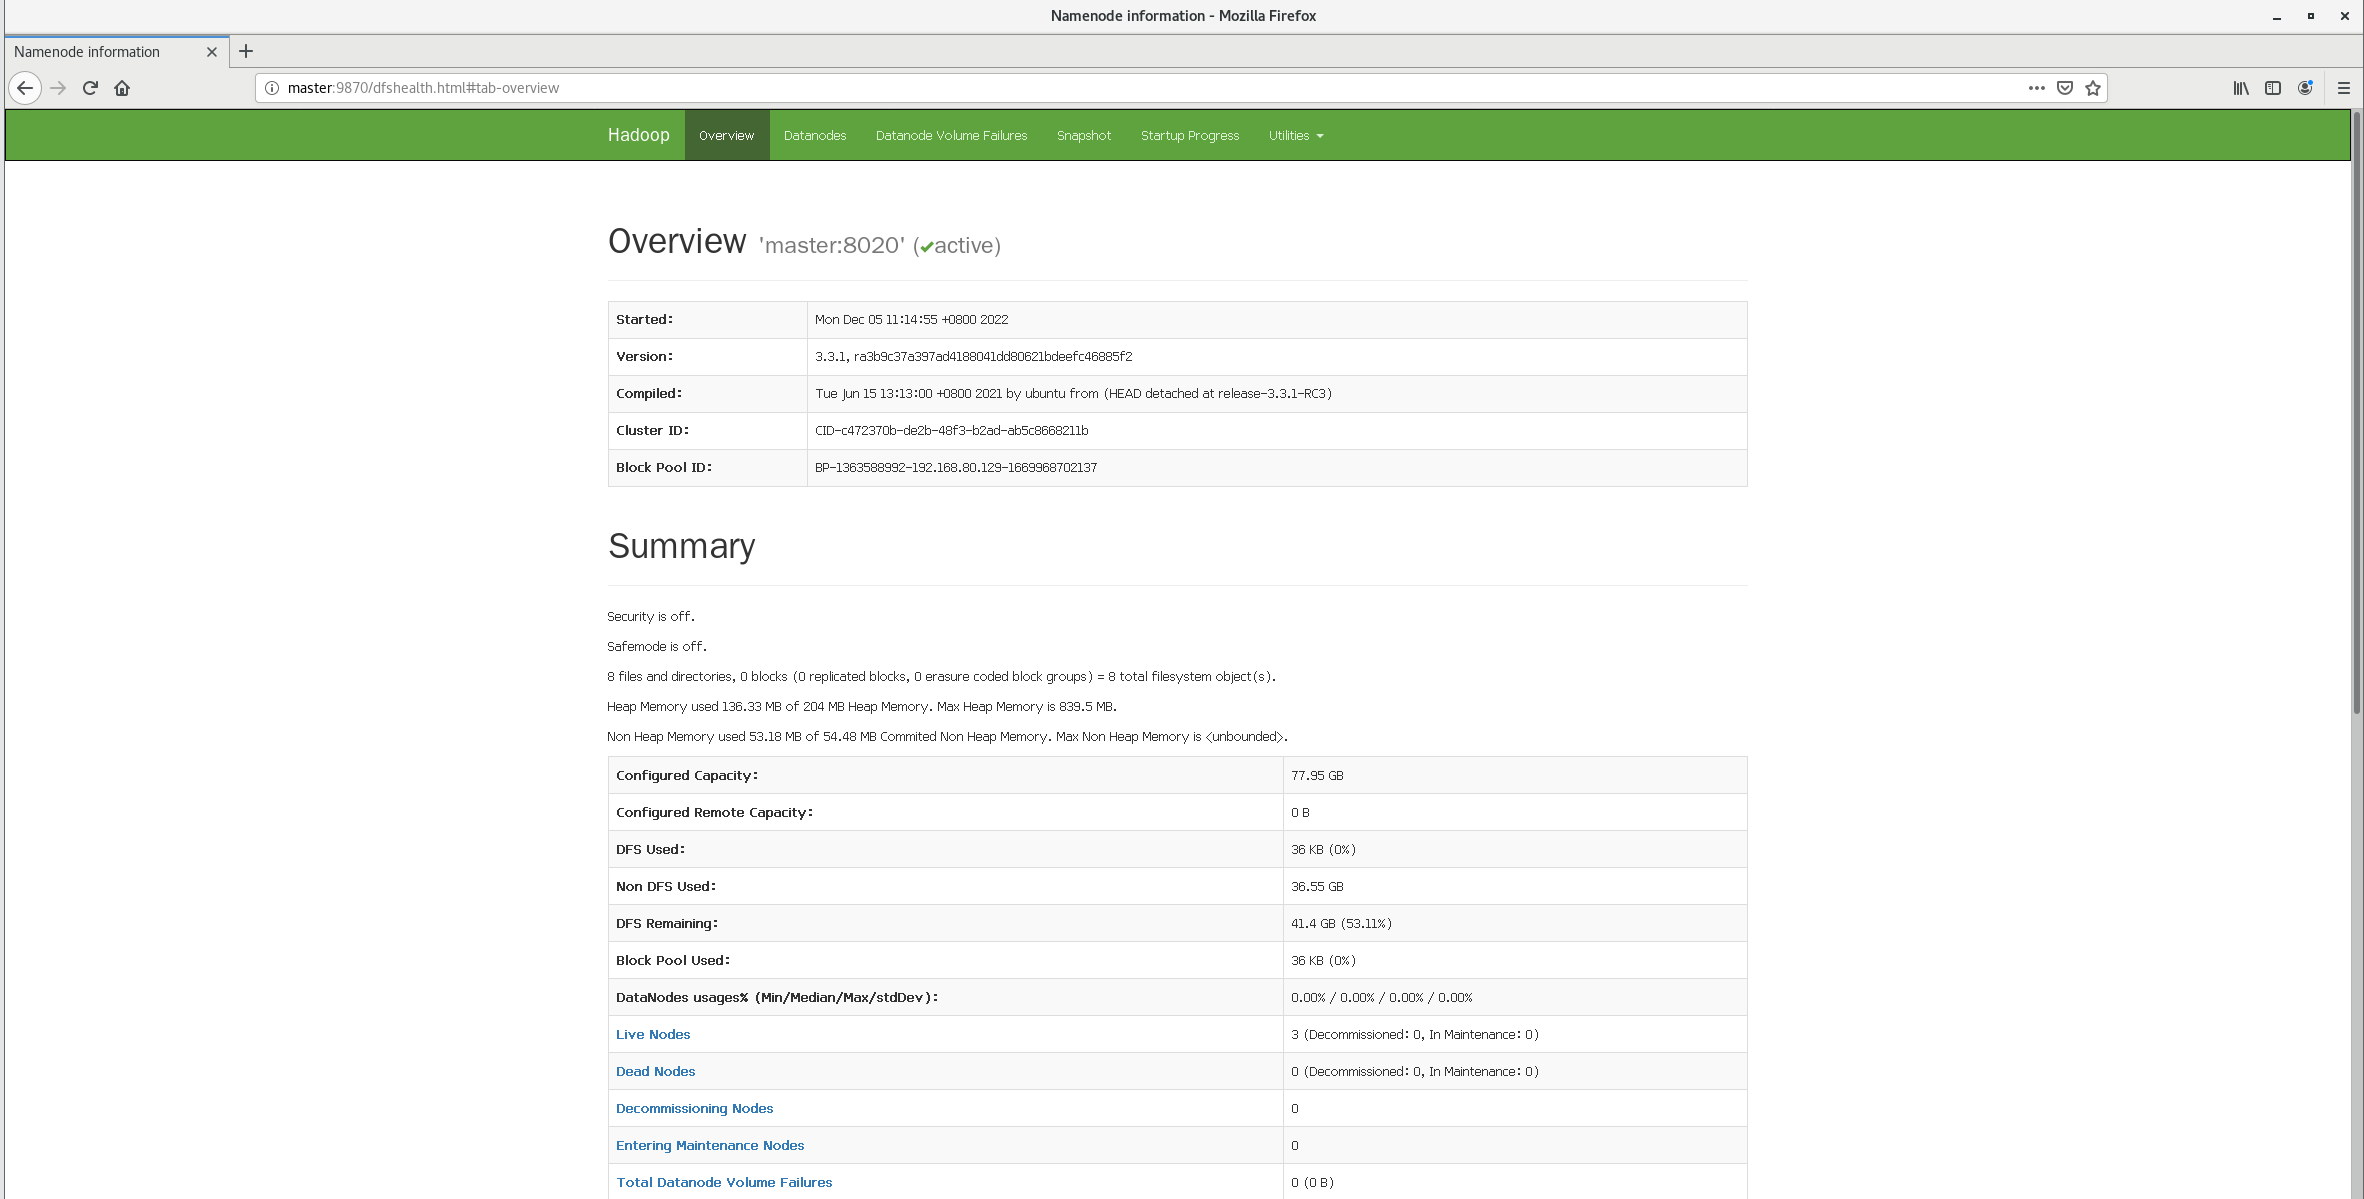 Namenode information - Mozilla Firefox
Namenode information
master:9870/dfshealth.html#tab-overview
Hadoop Overview Datanodes Datanode Volume Failures Snapshot Startup Progress Utilities
Overview 'master:8020' (✔active)
Started: Mon Dec 05 11:14:55 +0800 2022
Version: 3.3.1, ra3b9c37a397ad4188041dd80621bdeefc46885f2
Compiled: Tue Jun 15 13:13:00 +0800 2021 by ubuntu from (HEAD detached at release-3.3.1-RC3)
Cluster ID: CID-c472370b-de2b-48f3-b2ad-ab5c8668211b
Block Pool ID: BP-1363588992-192.168.80.129-1669968702137
Summary
Security is off.
Safemode is off.
8 files and directories, 0 blocks (0 replicated blocks, 0 erasure coded block groups) = 8 total filesystem object(s).
Heap Memory used 136.33 MB of 204 MB Heap Memory. Max Heap Memory is 839.5 MB.
Non Heap Memory used 53.18 MB of 54.48 MB Commited Non Heap Memory. Max Non Heap Memory is <unbounded>.
Configured Capacity: 77.95 GB
Configured Remote Capacity: 0 B
DFS Used: 36 KB (0%)
Non DFS Used: 36.55 GB
DFS Remaining: 41.4 GB (53.11%)
Block Pool Used: 36 KB (0%)
DataNodes usages% (Min/Median/Max/stdDev): 0.00% / 0.00% / 0.00% / 0.00%
Live Nodes 3 (Decommissioned: 0, In Maintenance: 0)
Dead Nodes 0 (Decommissioned: 0, In Maintenance: 0)
Decommissioning Nodes 0
Entering Maintenance Nodes 0
Total Datanode Volume Failures 0 (0 B)